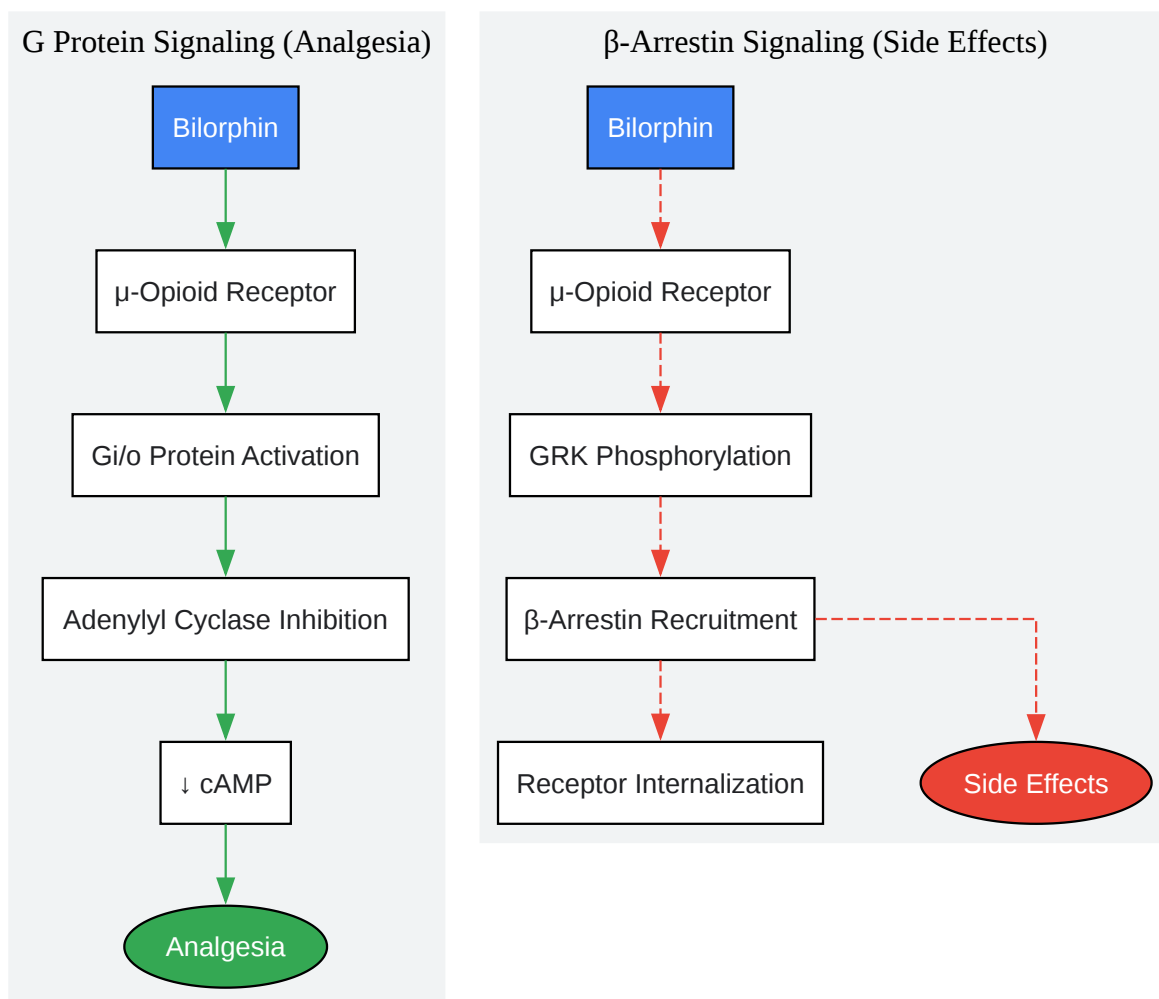 G Protein Signaling (Analgesia)
Bilorphin
μ-Opioid Receptor
Gi/o Protein Activation
Adenylyl Cyclase Inhibition
↓ cAMP
Analgesia
β-Arrestin Signaling (Side Effects)
Bilorphin
μ-Opioid Receptor
GRK Phosphorylation
β-Arrestin Recruitment
Receptor Internalization
Side Effects